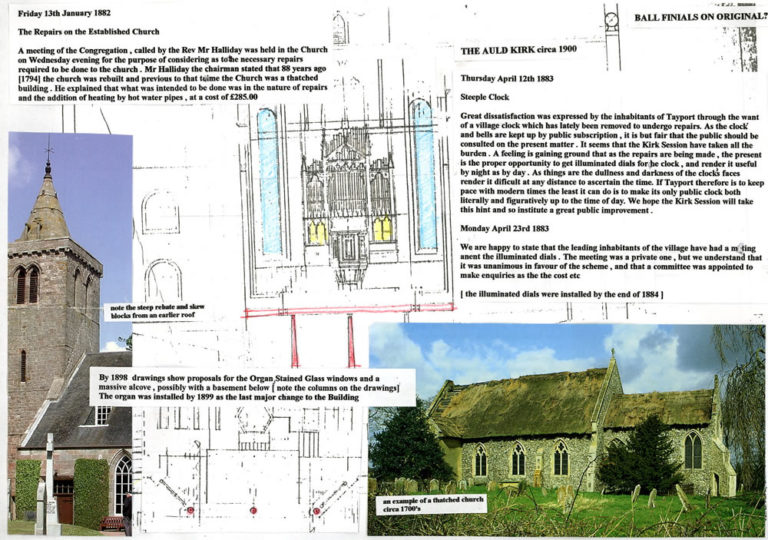 Friday 13th January 1882
The Repairs on the Established Church
A meeting of the Congregation , called by the Rev Mr Halliday was held in the Church
on Wednesday evening for the purpose of considering as to the necessary repairs
required to be done to the church . Mr Halliday the chairman stated that 88 years ago
[1794] the church was rebuilt and previous to that time the Church was a thatched
building . He explained that what was intended to be done was in the nature of repairs
and the addition of heating by hot water pipes , at a cost of £285.00
BALL FINIALS ON ORIGINAL?
THE AULD KIRK circa 1900
Thursday April 12th 1883
Steeple Clock
Great dissatisfaction was expressed by the inhabitants of Tayport through the want
of a village clock which has lately been removed to undergo repairs. As the clock
and bells are kept up by public subscription , it is but fair that the public should be
consulted on the present matter . It seems that the Kirk Session have taken all the
burden . A feeling is gaining ground that as the repairs are being made , the present
is the proper opportunity to get illuminated dials for he clock , and render it useful
by night as by day . As things are the dullness and darkness of the clocks faces
render it dificult at any distance to ascertain the time. If Tayport therefore is to keep
pace with modern times the least it can do is to make its only public clock both
literally and figuratively up to the time of day. We hope the Kirk Session will take
this hint and so institute a great public improvement .
Monday April 23rd 1883
We are happy to state that the leading inhabitants of the village have had a meting
anent the illuminated dials . The meeting was a private one , but we understand that
it was unanimous in favour of the scheme , and that a committee was appointed to
make enquiries as the the cost etc
[ the illuminated dials were installed by the end of 1884 ]
note the steep rebate and skew
blocks from an earlier roof
By 1898 drawings show proposals for the Organ Stained Glass windows and a
massive alcove , possibly with a basement below [ note the columns on the drawings]
The organ was installed by 1899 as the last major change to the Building
an example of a thatched church
circa 1700's